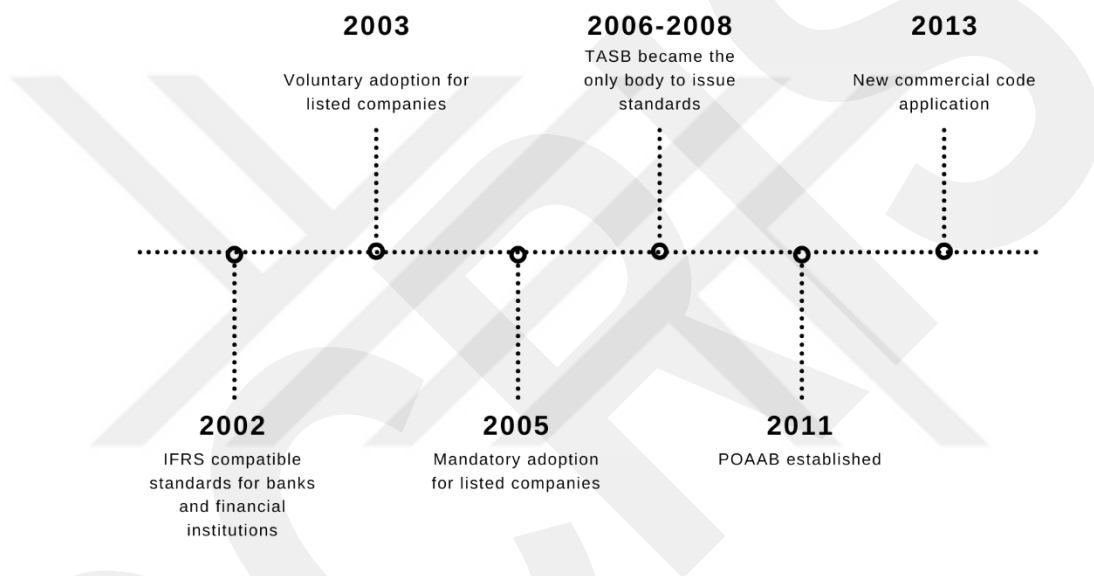 2003
Voluntary adoption for
listed companies
2006-2008
TASB became the
only body to issue
standards
2013
New commercial code
application
2002
IFRS compatible
standards for banks
and financial
institutions
2005
Mandatory adoption
for listed companies
2011
POAAB established